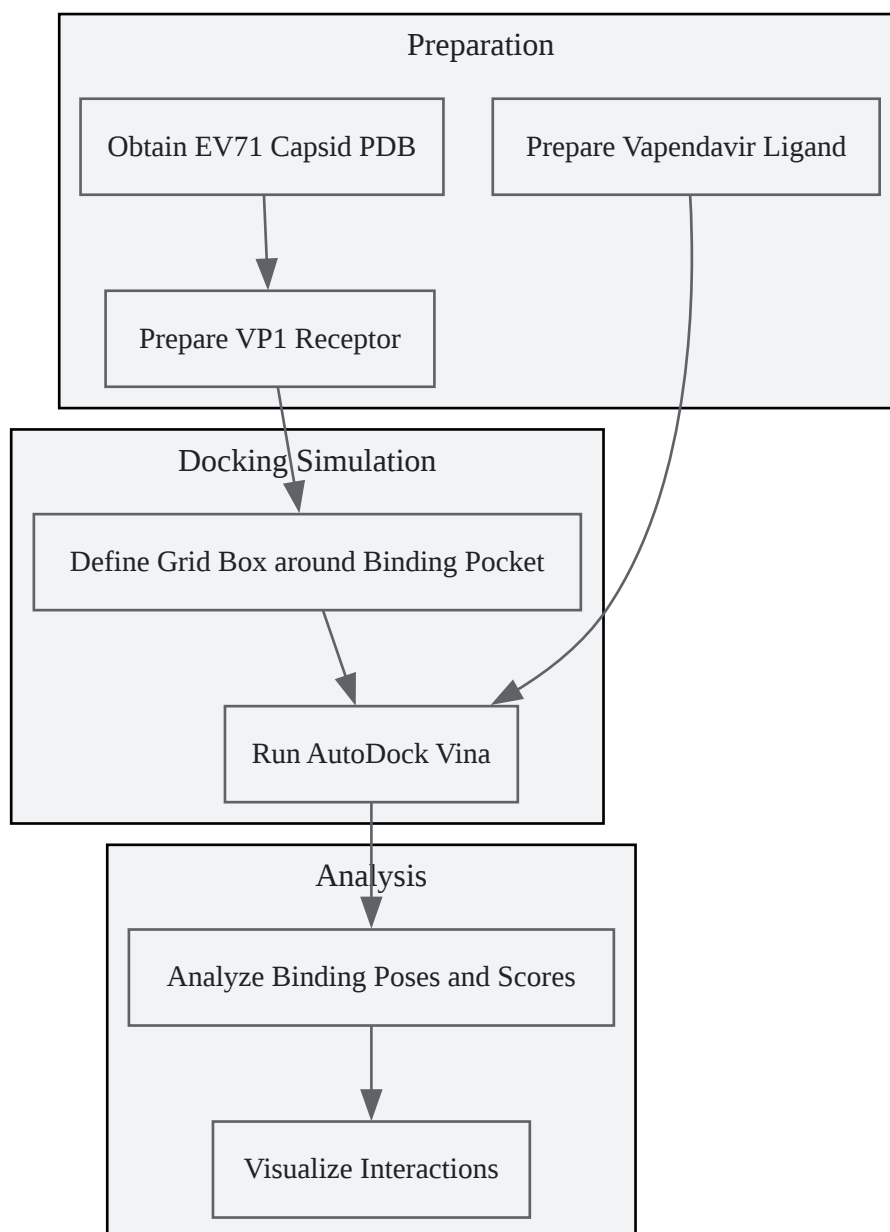 Preparation
Obtain EV71 Capsid PDB
Prepare Vapendavir Ligand
Prepare VP1 Receptor
Docking Simulation
Define Grid Box around Binding Pocket
Run AutoDock Vina
Analysis
Analyze Binding Poses and Scores
Visualize Interactions